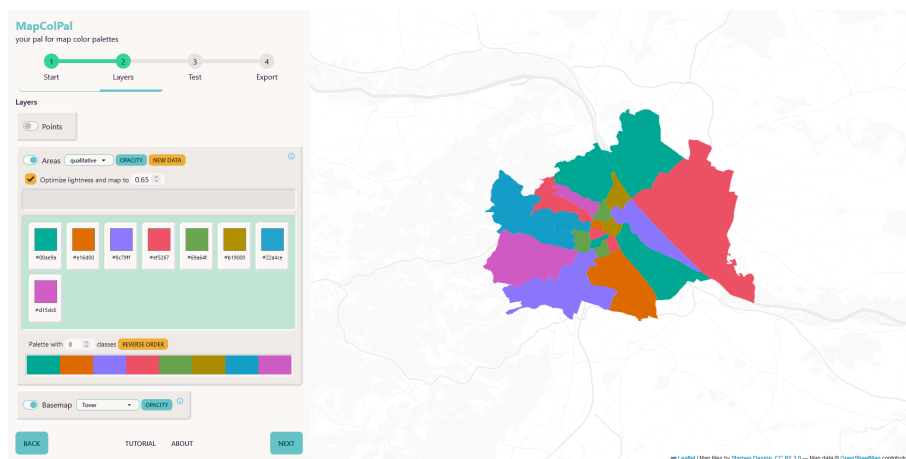 MapColPal
your pal for map color palettes
1 2 3 4
Start Layers Test Export
Layers
Points
Areas qualitative OPACITY NEW DATA
Optimize lightness and map to 0.65
#00ae9a #e16d00 #8c79ff #ef5267 #69a64f #b19000 #22a4ce
#d15dc6
Palette with 8 classes REVERSE ORDER
Basemap Toner OPACITY
BACK TUTORIAL ABOUT NEXT
Leaflet | Map tiles by Stamen Design, CC BY 3.0 — Map data © OpenStreetMap